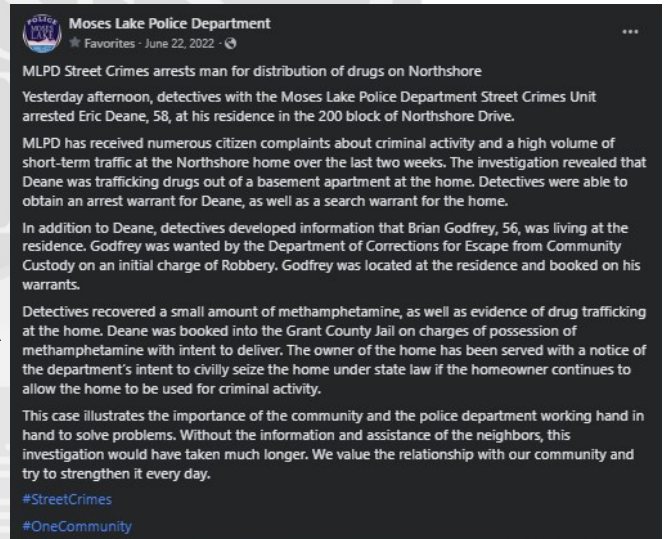 POLICE
MOSES
LAKE
Moses Lake Police Department
Favorites · June 22, 2022 ·
MLPD Street Crimes arrests man for distribution of drugs on Northshore
Yesterday afternoon, detectives with the Moses Lake Police Department Street Crimes Unit
arrested Eric Deane, 58, at his residence in the 200 block of Northshore Drive.
MLPD has received numerous citizen complaints about criminal activity and a high volume of
short-term traffic at the Northshore home over the last two weeks. The investigation revealed that
Deane was trafficking drugs out of a basement apartment at the home. Detectives were able to
obtain an arrest warrant for Deane, as well as a search warrant for the home.
In addition to Deane, detectives developed information that Brian Godfrey, 56, was living at the
residence. Godfrey was wanted by the Department of Corrections for Escape from Community
Custody on an initial charge of Robbery. Godfrey was located at the residence and booked on his
warrants.
Detectives recovered a small amount of methamphetamine, as well as evidence of drug trafficking
at the home. Deane was booked into the Grant County Jail on charges of possession of
methamphetamine with intent to deliver. The owner of the home has been served with a notice of
the department's intent to civilly seize the home under state law if the homeowner continues to
allow the home to be used for criminal activity.
This case illustrates the importance of the community and the police department working hand in
hand to solve problems. Without the information and assistance of the neighbors, this
investigation would have taken much longer. We value the relationship with our community and
try to strengthen it every day.
#StreetCrimes
#OneCommunity